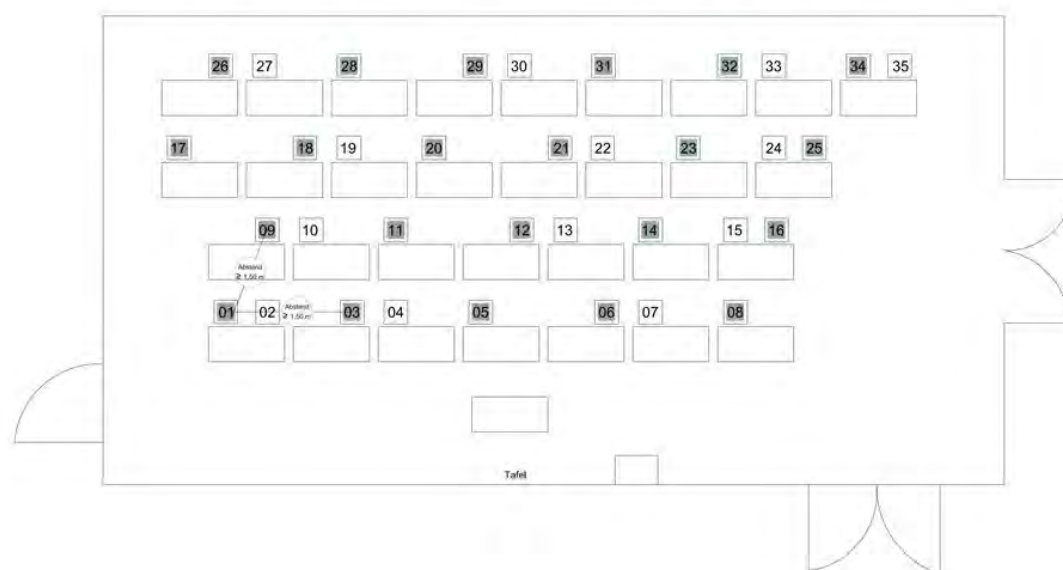 26 27 28 29 30 31 32 33 34 35
17 18 19 20 21 22 23 24 25
09 10 11 12 13 14 15 16
Abstand
≥ 1,50 m
01 02 Abstand 03 04 05 06 07 08
≥ 1,50 m
Tafel